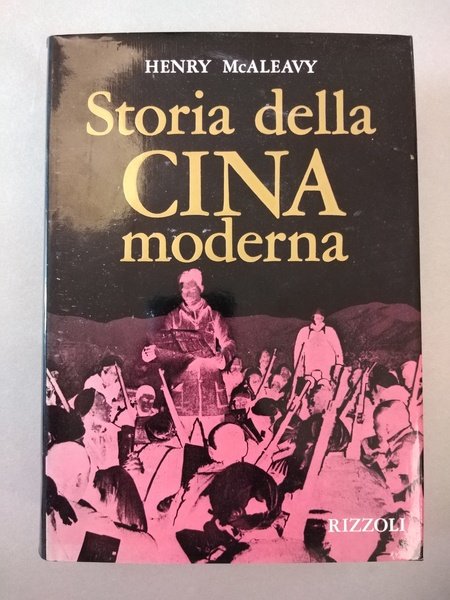 HENRY McALEAVY
Storia della
CINA
moderna
RIZZOLI